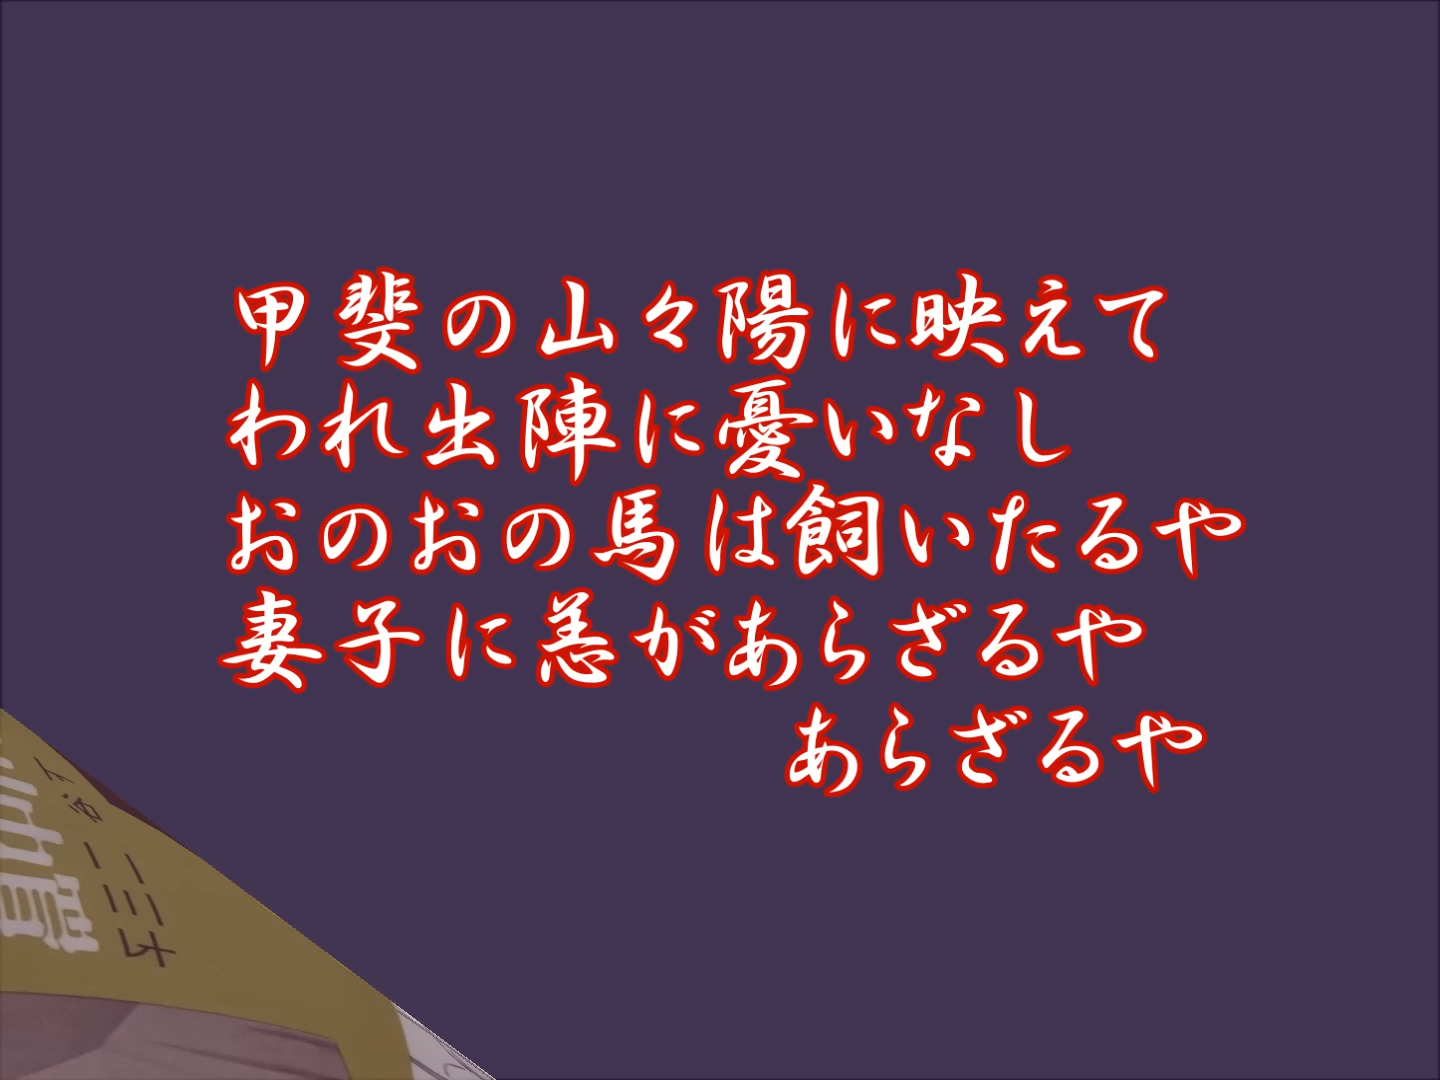 甲斐の山々陽に映えて
われ出陣に憂いなし
おのおの馬は飼いたるや
妻子に恙があらざるや
あらざるや